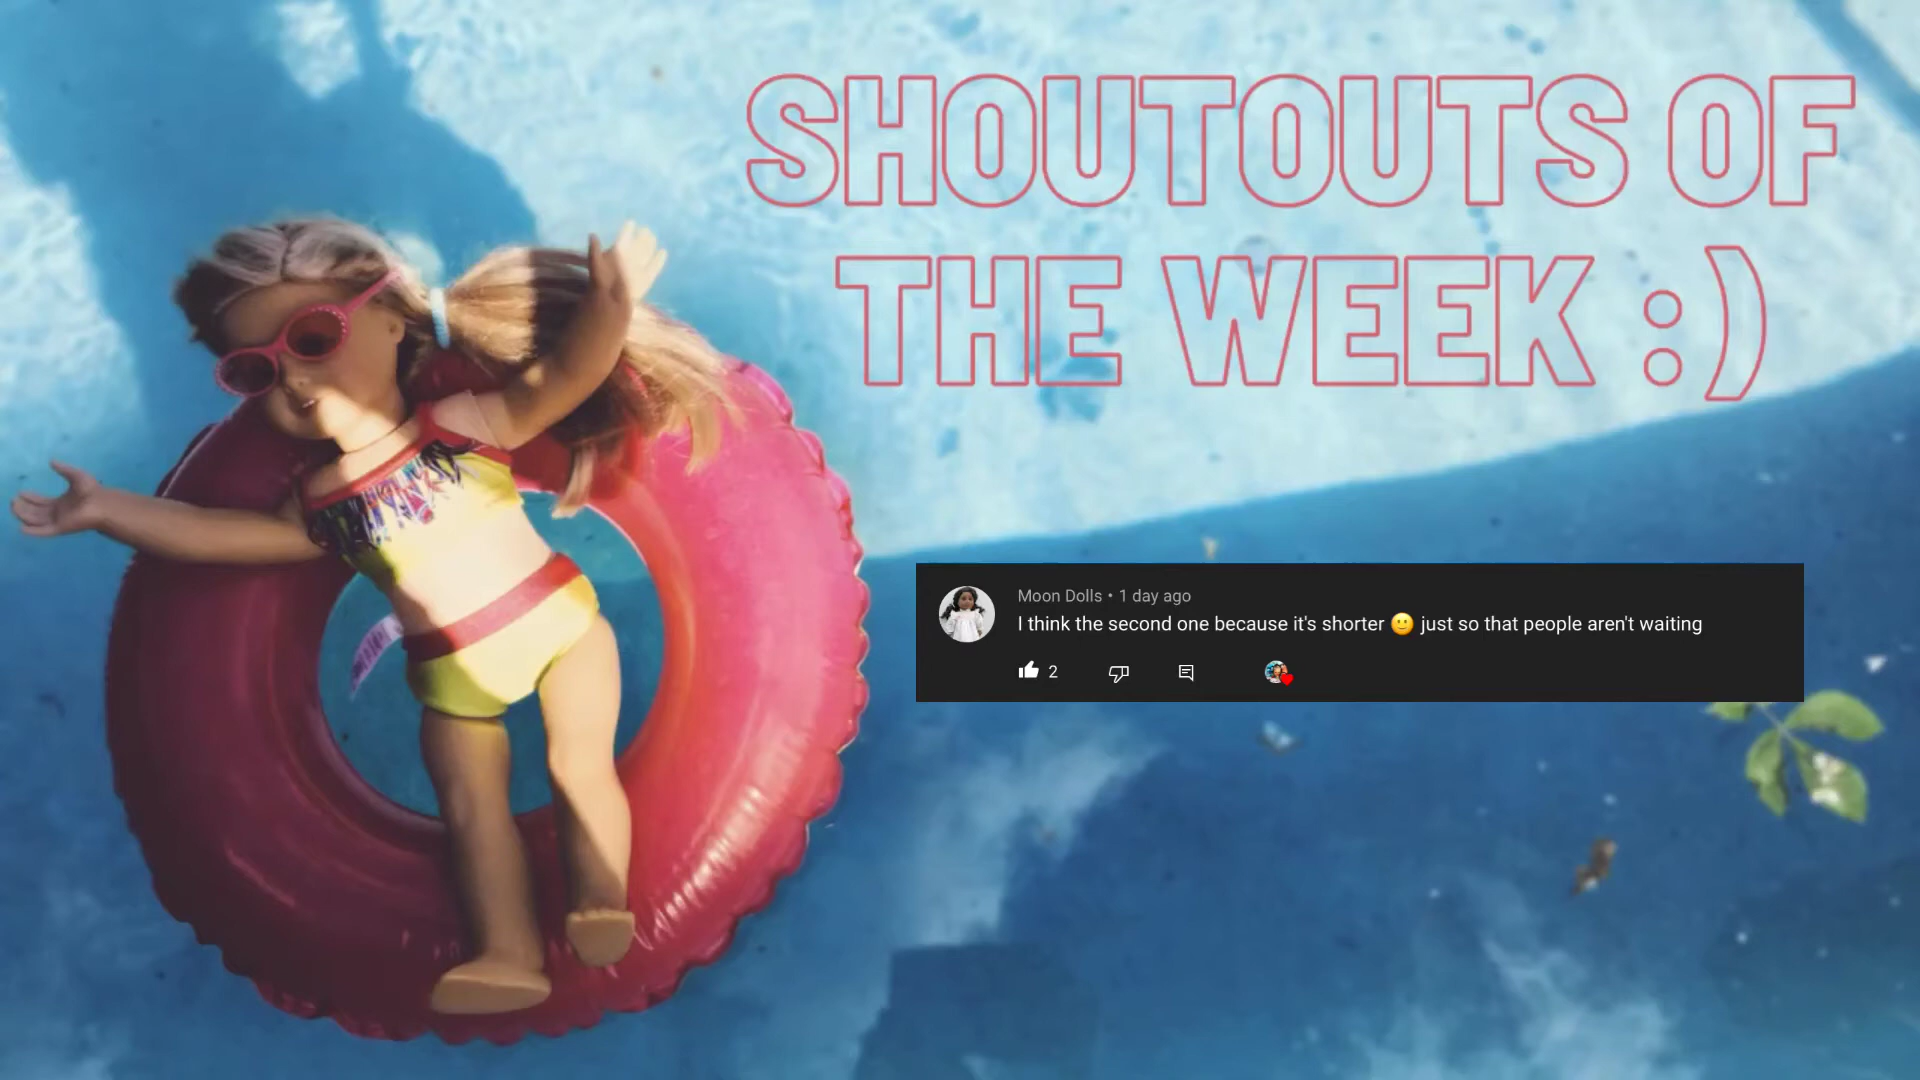 SHOUTOUTS OF
THE WEEK :)
Moon Dolls • 1 day ago
I think the second one because it's shorter 🙂 just so that people aren't waiting
2